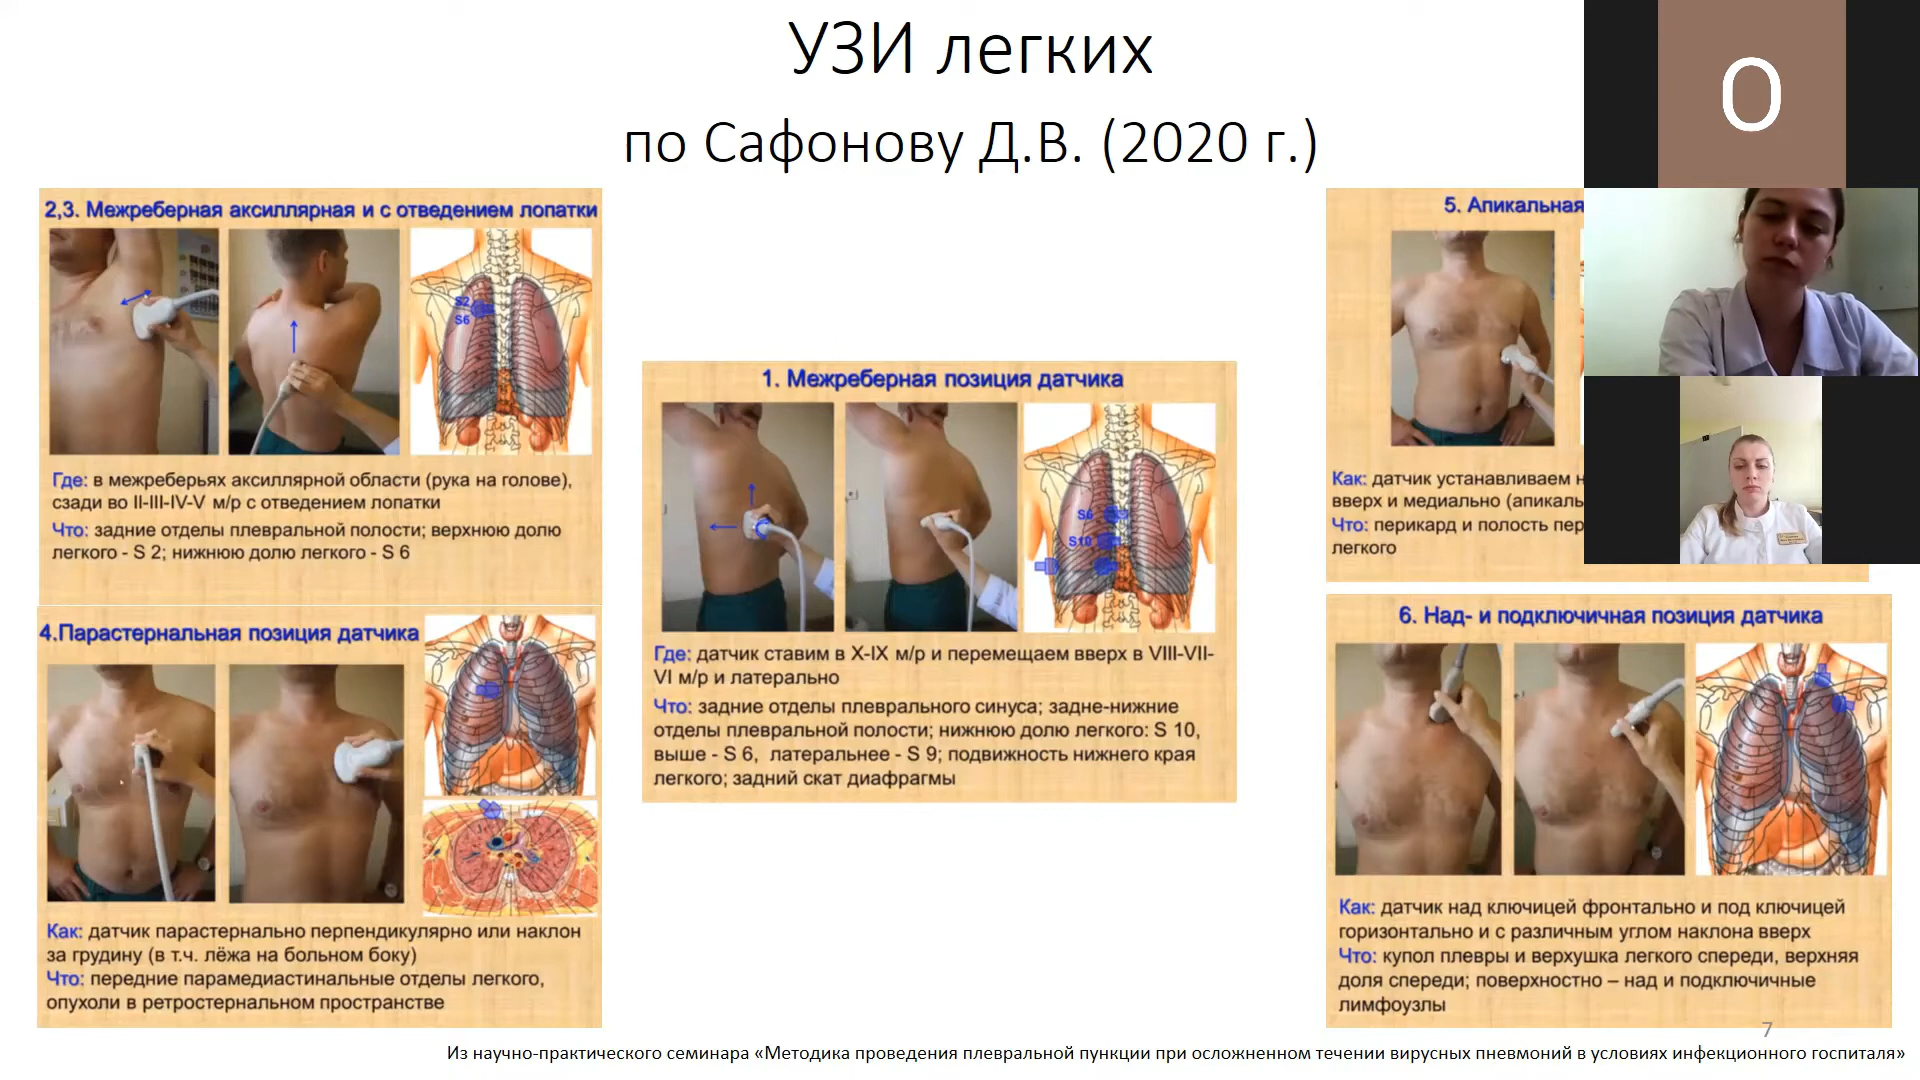 УЗИ легких
по Сафонову Д.В. (2020 г.)
О
2,3. Межреберная аксиллярная и с отведением лопатки
S2
S6
Где: в межреберьях аксиллярной области (рука на голове),
сзади во II-III-IV-V м/р с отведением лопатки
Что: задние отделы плевральной полости; верхнюю долю
легкого - S 2; нижнюю долю легкого - S 6
4.Парастернальная позиция датчика
Как: датчик парастернально перпендикулярно или наклон
за грудину (в т.ч. лёжа на больном боку)
Что: передние парамедиастинальные отделы легкого,
опухоли в ретростернальном пространстве
1. Межреберная позиция датчика
S6
S10
Где: датчик ставим в X-IX м/р и перемещаем вверх в VIII-VII-
VI м/р и латерально
Что: задние отделы плеврального синуса; задне-нижние
отделы плевральной полости; нижнюю долю легкого: S 10,
выше - S 6, латеральнее - S 9; подвижность нижнего края
легкого; задний скат диафрагмы
5. Апикальная
Как: датчик устанавливаем
вверх и медиально (апикаль
Что: перикард и полость пер
легкого
6. Над- и подключичная позиция датчика
Как: датчик над ключицей фронтально и под ключицей
горизонтально и с различным углом наклона вверх
Что: купол плевры и верхушка легкого спереди, верхняя
доля спереди; поверхностно – над и подключичные
лимфоузлы
7
Из научно-практического семинара «Методика проведения плевральной пункции при осложненном течении вирусных пневмоний в условиях инфекционного госпиталя»